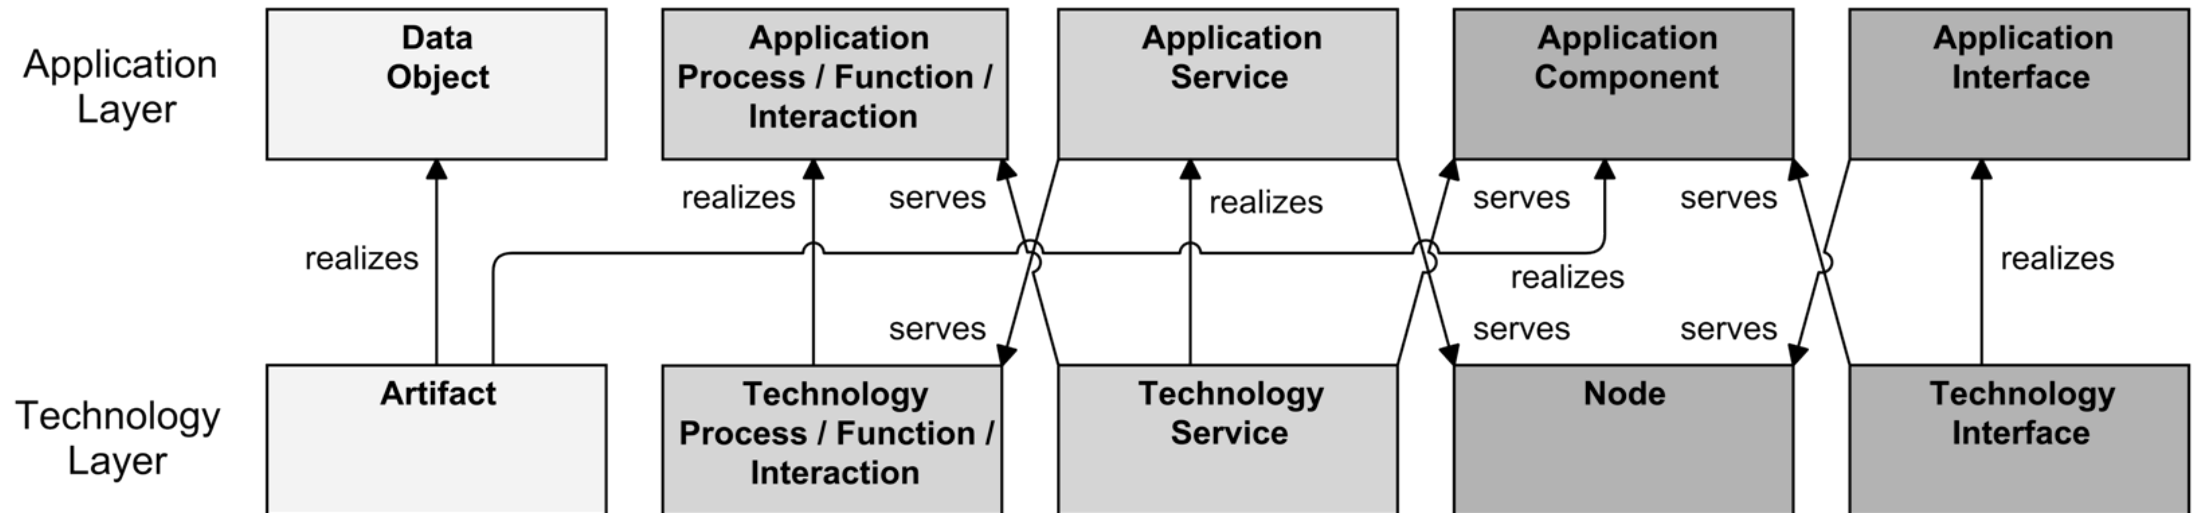 Application
Layer
Data
Object
Application
Process / Function /
Interaction
Application
Service
Application
Component
Application
Interface
realizes
serves
realizes
serves
serves
realizes
realizes
realizes
serves
serves
serves
Technology
Layer
Artifact
Technology
Process / Function /
Interaction
Technology
Service
Node
Technology
Interface